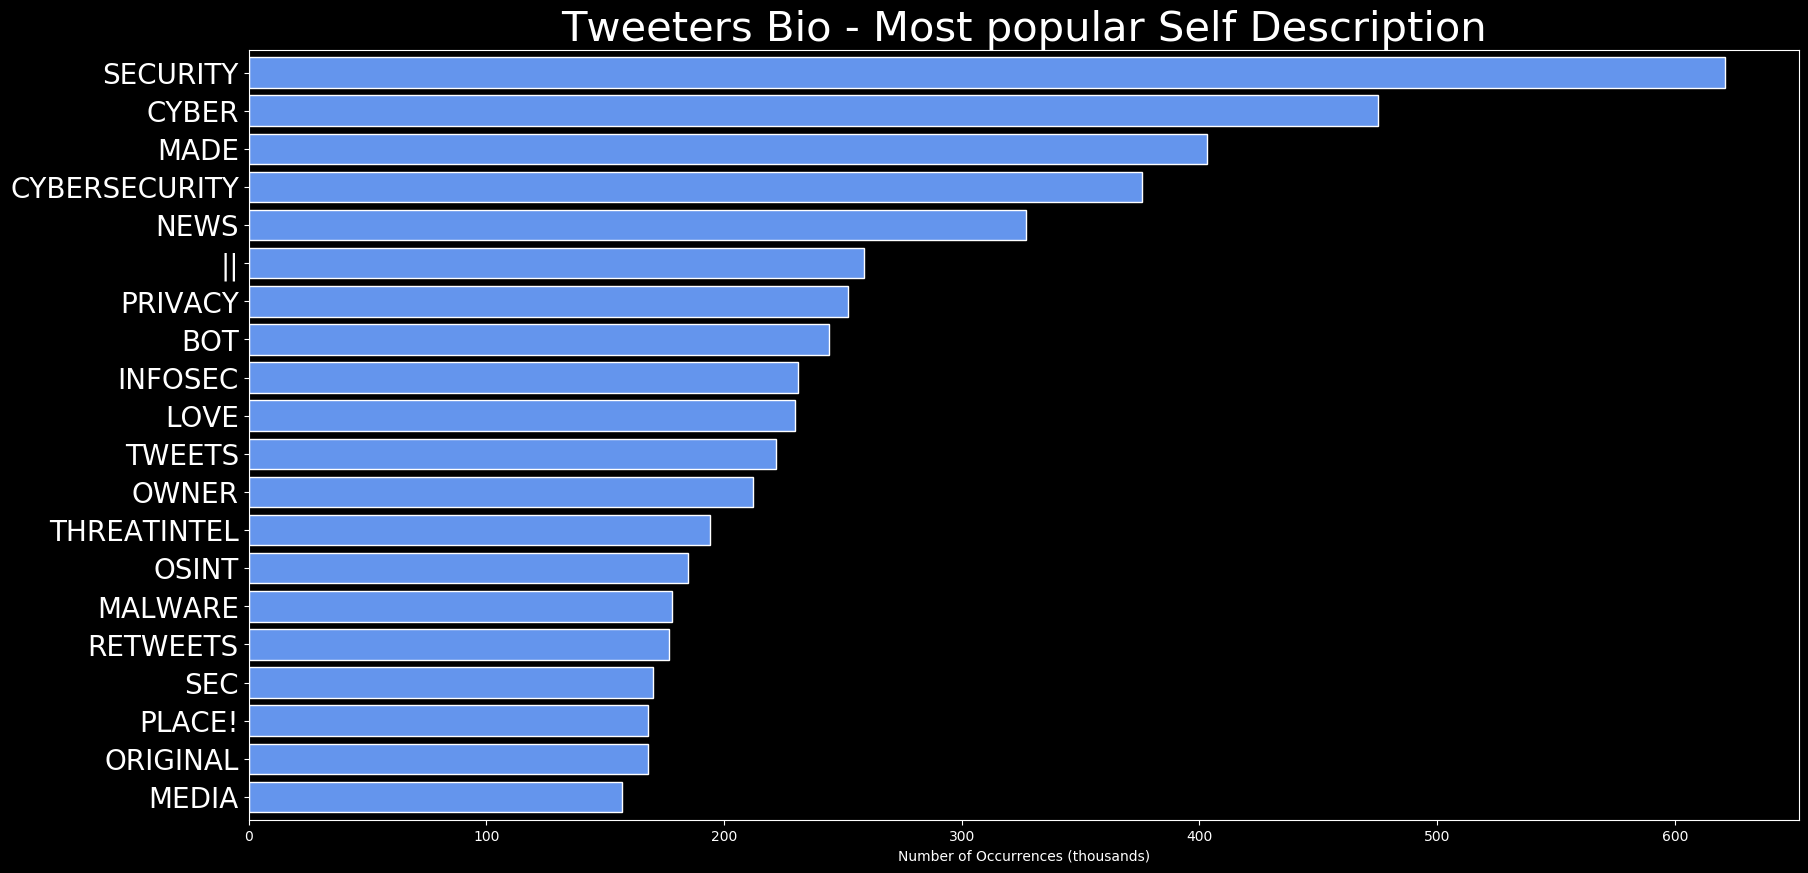 Tweeters Bio - Most popular Self Description
SECURITY
CYBER
MADE
CYBERSECURITY
NEWS
||
PRIVACY
BOT
INFOSEC
LOVE
TWEETS
OWNER
THREATINTEL
OSINT
MALWARE
RETWEETS
SEC
PLACE!
ORIGINAL
MEDIA
0 100 200 300 400 500 600
Number of Occurrences (thousands)